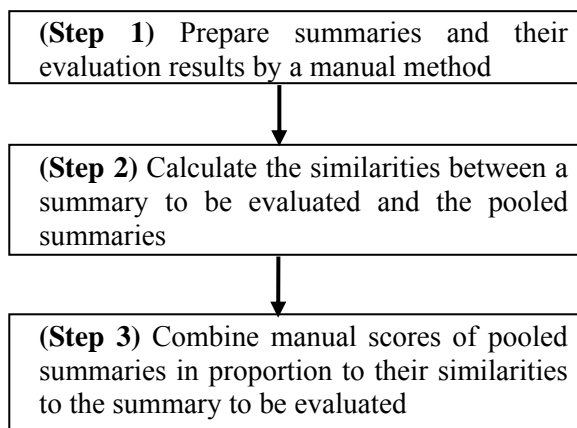 (Step 1) Prepare summaries and their
evaluation results by a manual method
(Step 2) Calculate the similarities between a
summary to be evaluated and the pooled
summaries
(Step 3) Combine manual scores of pooled
summaries in proportion to their similarities
to the summary to be evaluated